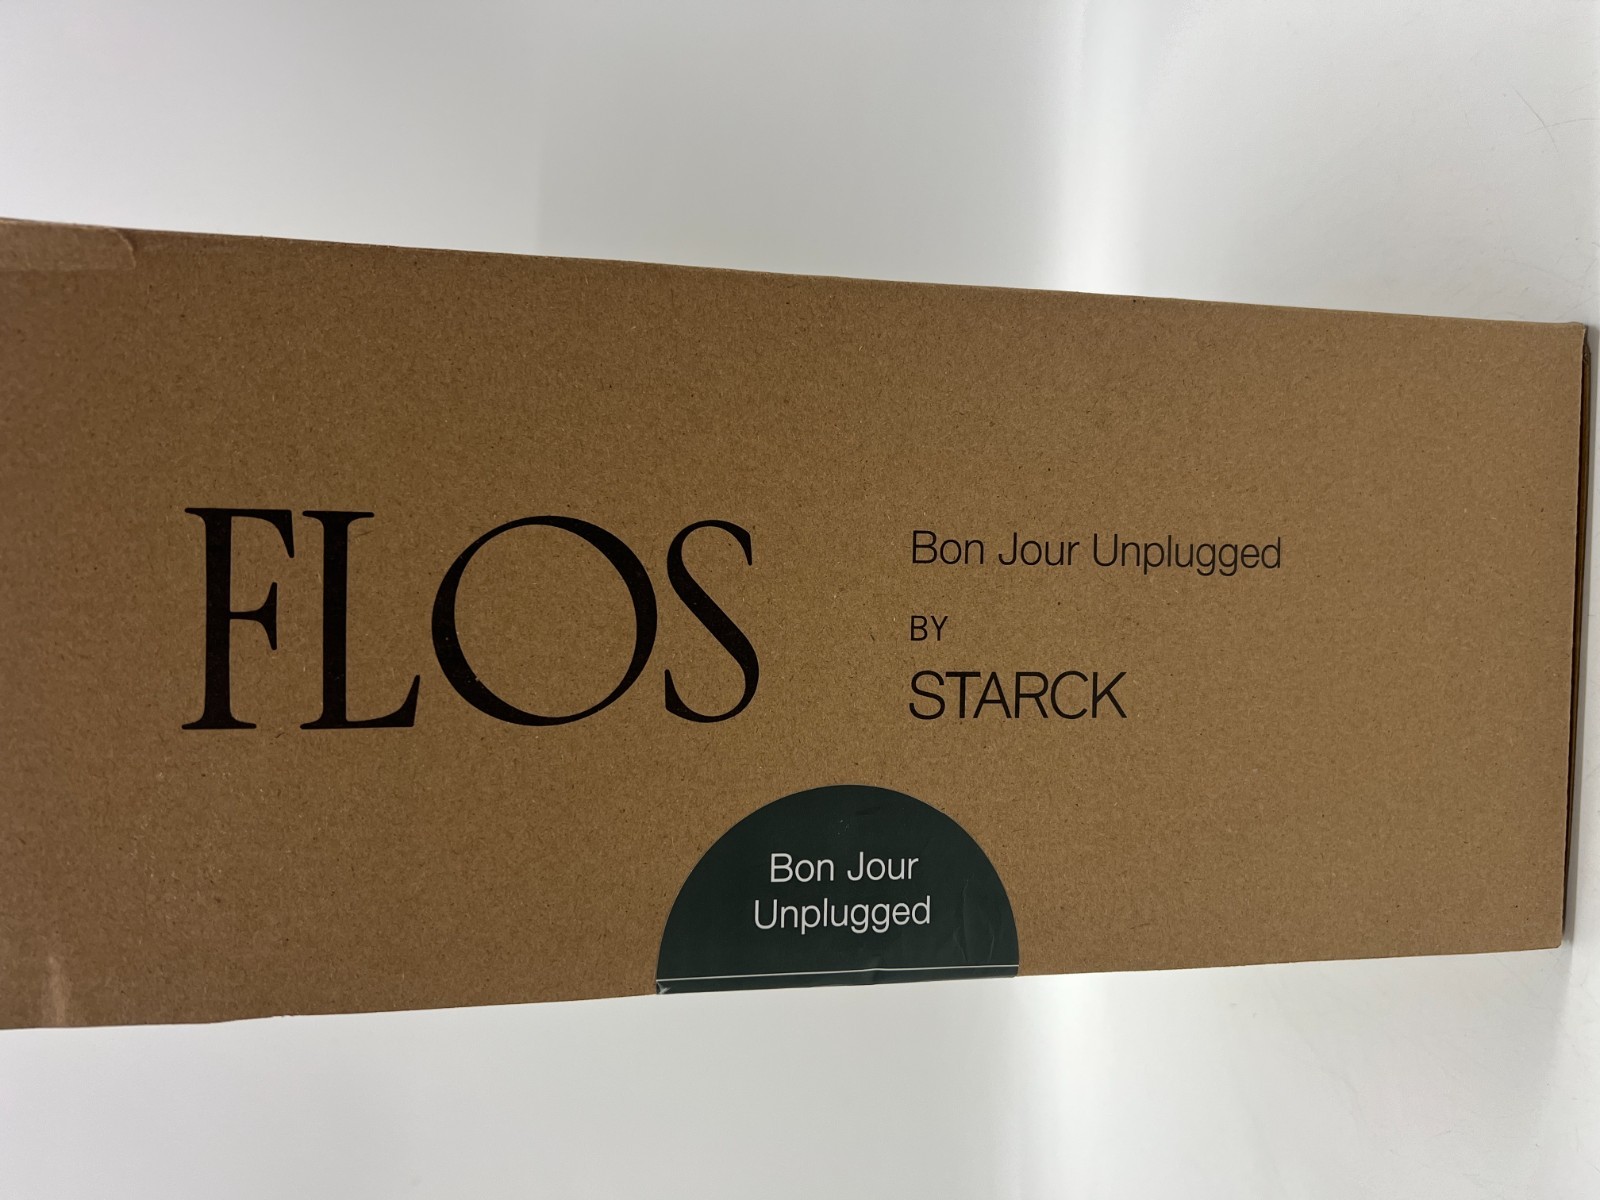 FLOS
Bon Jour Unplugged
BY
STARCK
Bon Jour
Unplugged